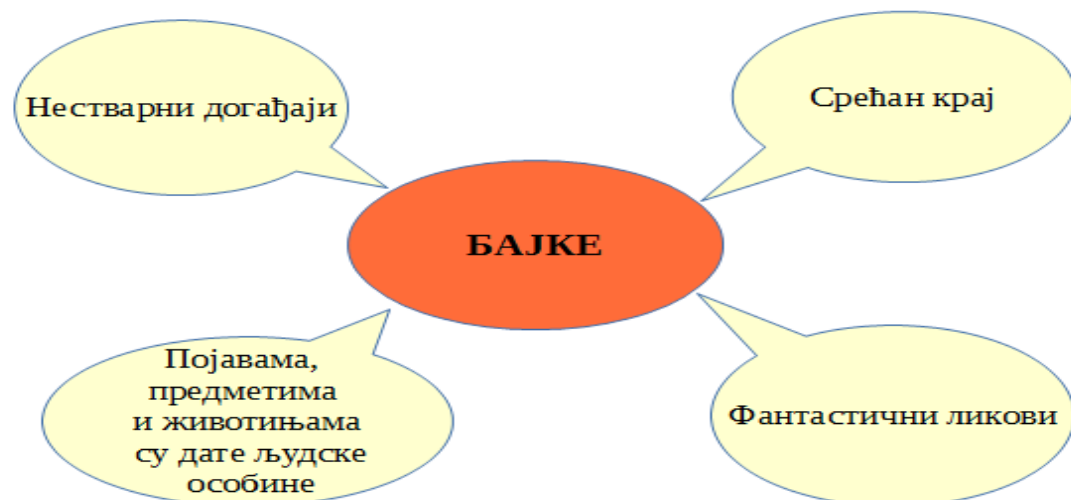 Нестварни догађаји
Срећан крај
БАЈКЕ
Појавама,
предметима
и животињама
су дате људске
особине
Фантастични ликови